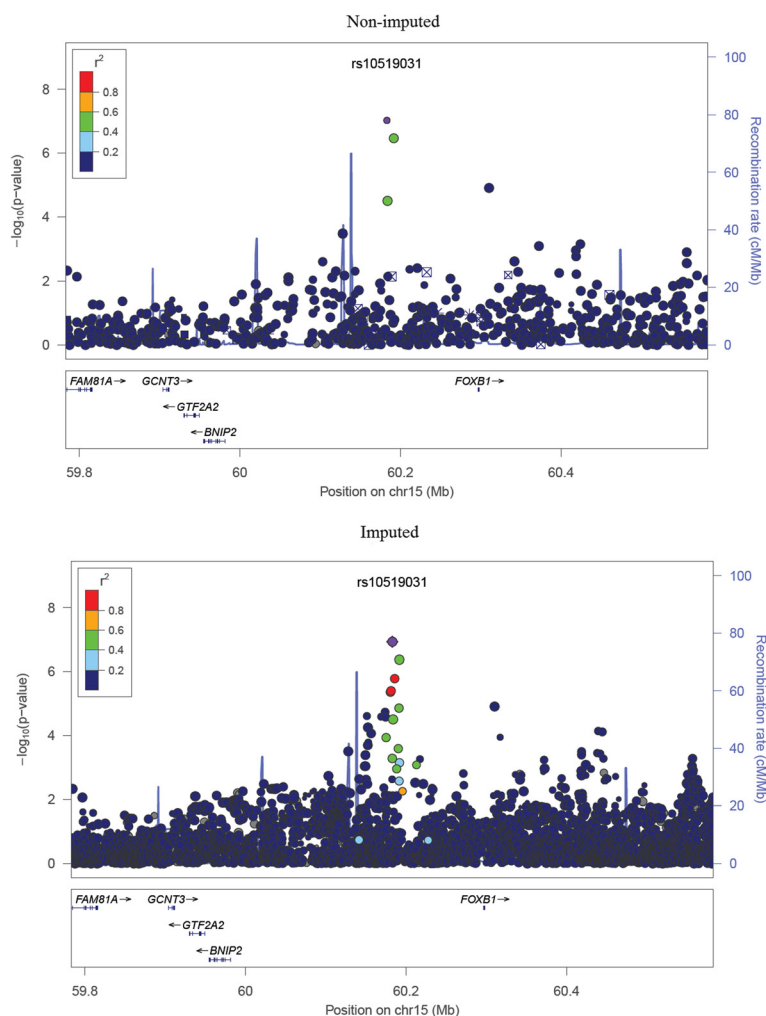 Non-imputed
rs10519031
r2
0.8
0.6
0.4
0.2
8
6
4
2
0
−log10(p−value)
100
80
60
40
20
0
Recombination rate (cM/Mb)
FAM81A→
GCNT3→
FOXB1→
←GTF2A2
←BNIP2
59.8 60 60.2 60.4
Position on chr15 (Mb)
Imputed
rs10519031
r2
0.8
0.6
0.4
0.2
8
6
4
2
0
−log10(p−value)
100
80
60
40
20
0
Recombination rate (cM/Mb)
FAM81A→
GCNT3→
FOXB1→
←GTF2A2
←BNIP2
59.8 60 60.2 60.4
Position on chr15 (Mb)